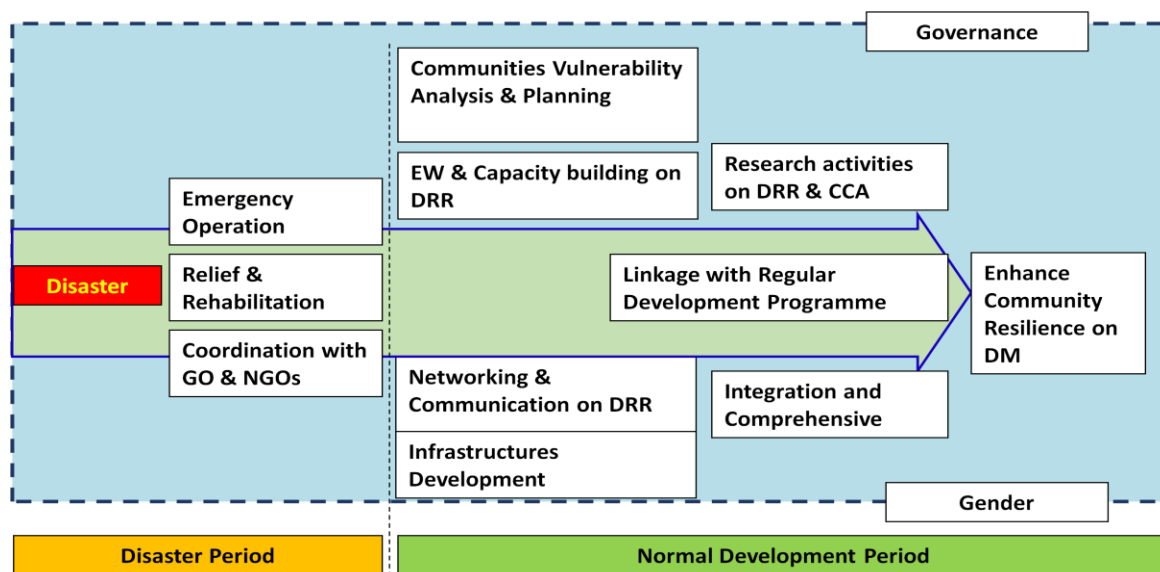 Governance
Communities Vulnerability
Analysis & Planning
EW & Capacity building on
DRR
Research activities
on DRR & CCA
Emergency
Operation
Disaster
Relief &
Rehabilitation
Linkage with Regular
Development Programme
Enhance
Community
Resilience on
DM
Coordination with
GO & NGOs
Networking &
Communication on DRR
Integration and
Comprehensive
Infrastructures
Development
Gender
Disaster Period
Normal Development Period